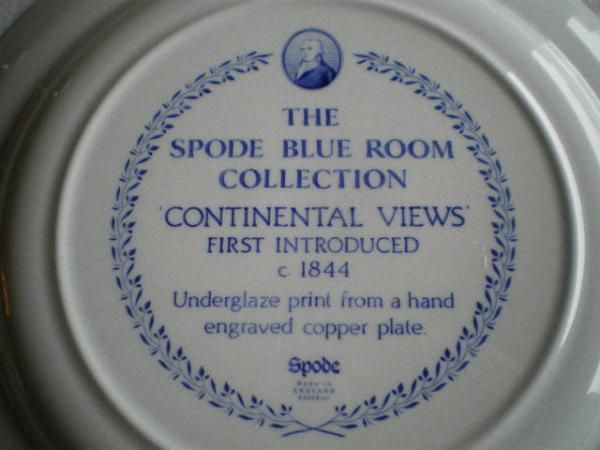 THE
SPODE BLUE ROOM
COLLECTION
'CONTINENTAL VIEWS'
FIRST INTRODUCED
c. 1844
Underglaze print from a hand
engraved copper plate.
Spode
Made in
ENGLAND